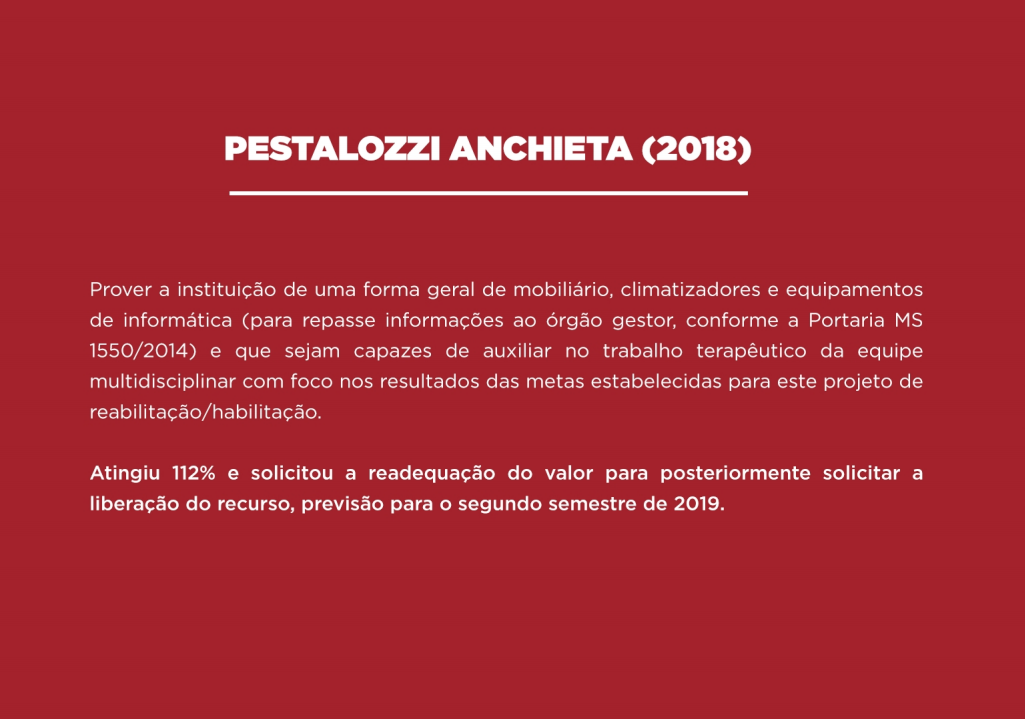 PESTALOZZI ANCHIETA (2018)
Prover a instituição de uma forma geral de mobiliário, climatizadores e equipamentos
de informática (para repasse informações ao órgão gestor, conforme a Portaria MS
1550/2014) e que sejam capazes de auxiliar no trabalho terapêutico da equipe
multidisciplinar com foco nos resultados das metas estabelecidas para este projeto de
reabilitação/habilitação.
Atingiu 112% e solicitou a readequação do valor para posteriormente solicitar a
liberação do recurso, previsão para o segundo semestre de 2019.